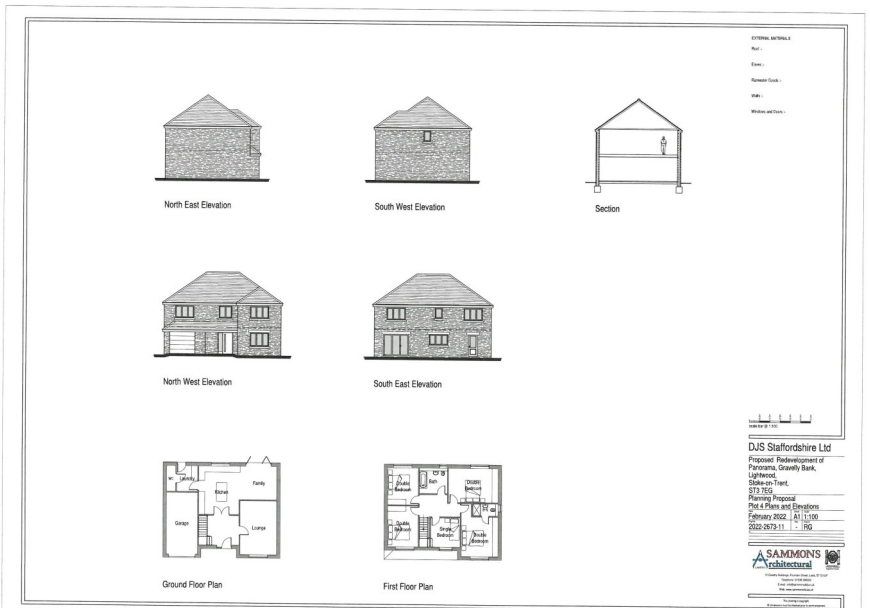 EXTERNAL MATERIALS
Roof :-
Eaves :-
Rainwater Goods :-
Walls :-
Windows and Doors :-
North East Elevation
South West Elevation
Section
North West Elevation
South East Elevation
wc
Laundry
Kitchen
Family
Garage
Lounge
Ground Floor Plan
Double
Bedroom
Bath
Double
Bedroom
Double
Bedroom
Single
Bedroom
Double
Bedroom
First Floor Plan
scale bar @ 1:100
DJS Staffordshire Ltd
Proposed Redevelopment of
Panorama, Gravelly Bank,
Lightwood,
Stoke-on-Trent,
ST3 7EG
Planning Proposal
Plot 4 Plans and Elevations
February 2022 A1 1:100
2022-2673-11 - RG
SAMMONS
Architectural